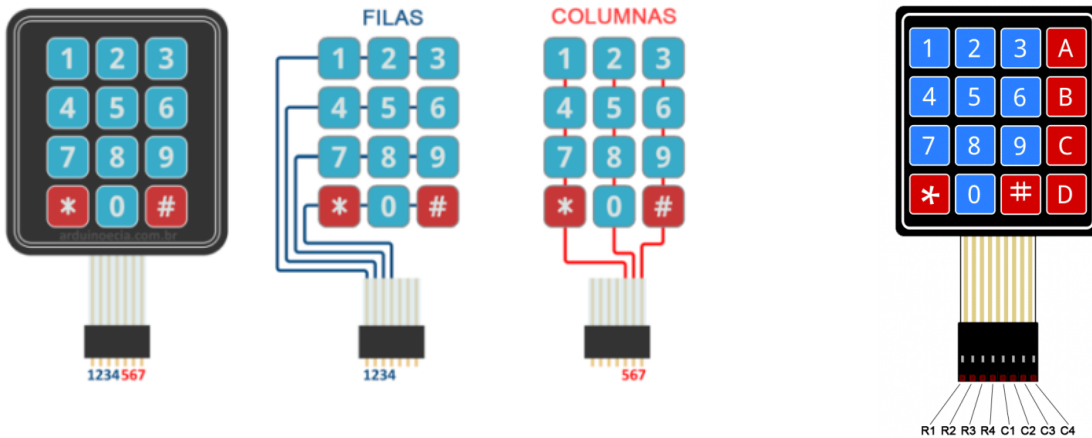 FILAS
COLUMNAS
1 2 3
4 5 6
7 8 9
* 0 #
arduinoecia.com.br
1234567
1 2 3
4 5 6
7 8 9
* 0 #
1234
1 2 3
4 5 6
7 8 9
* 0 #
567
1 2 3 A
4 5 6 B
7 8 9 C
* 0 # D
R1 R2 R3 R4 C1 C2 C3 C4